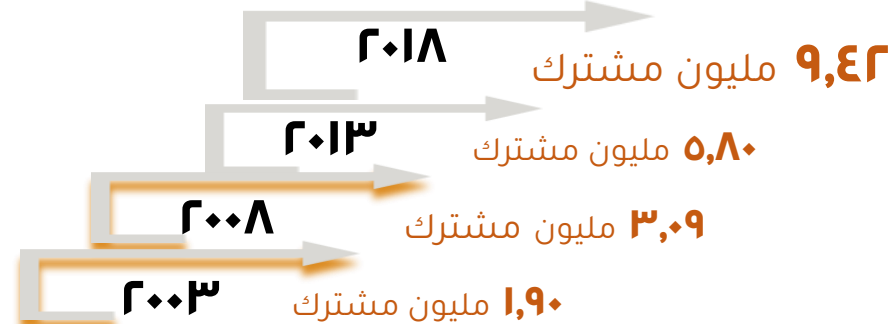 ٢٠١٨
٩,٤٢ مليون مشترك
٢٠١٣
٥,٨٠ مليون مشترك
٢٠٠٨
٣,٠٩ مليون مشترك
٢٠٠٣
١,٩٠ مليون مشترك